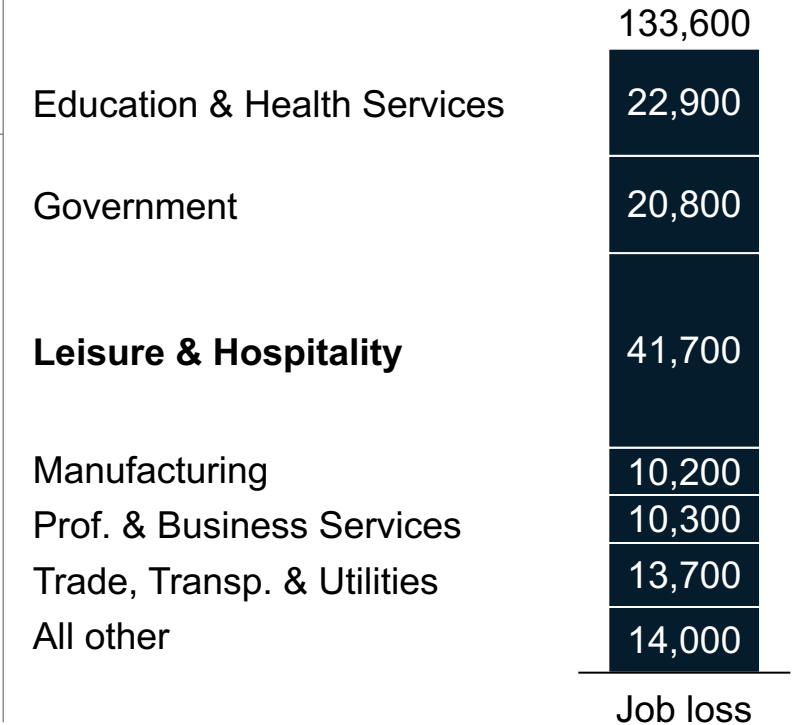 133,600
Education & Health Services 22,900
Government 20,800
Leisure & Hospitality 41,700
Manufacturing 10,200
Prof. & Business Services 10,300
Trade, Transp. & Utilities 13,700
All other 14,000
Job loss